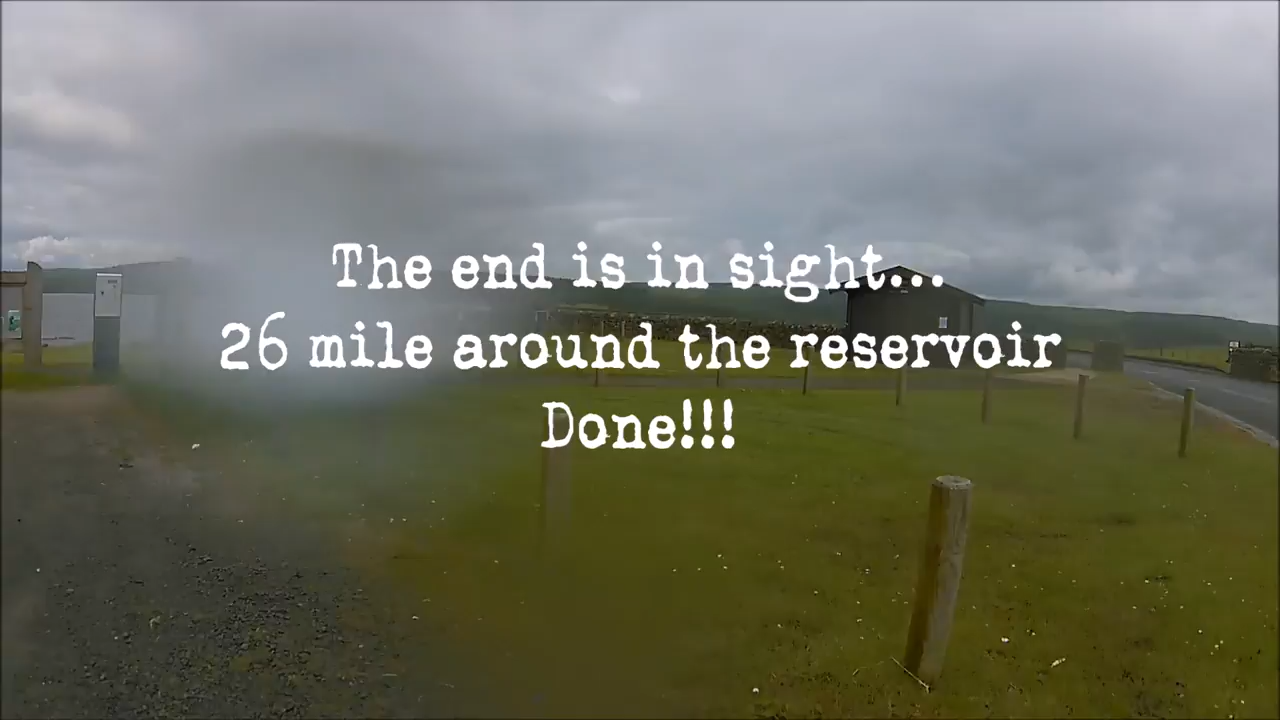 The end is in sight...
26 mile around the reservoir
Done!!!